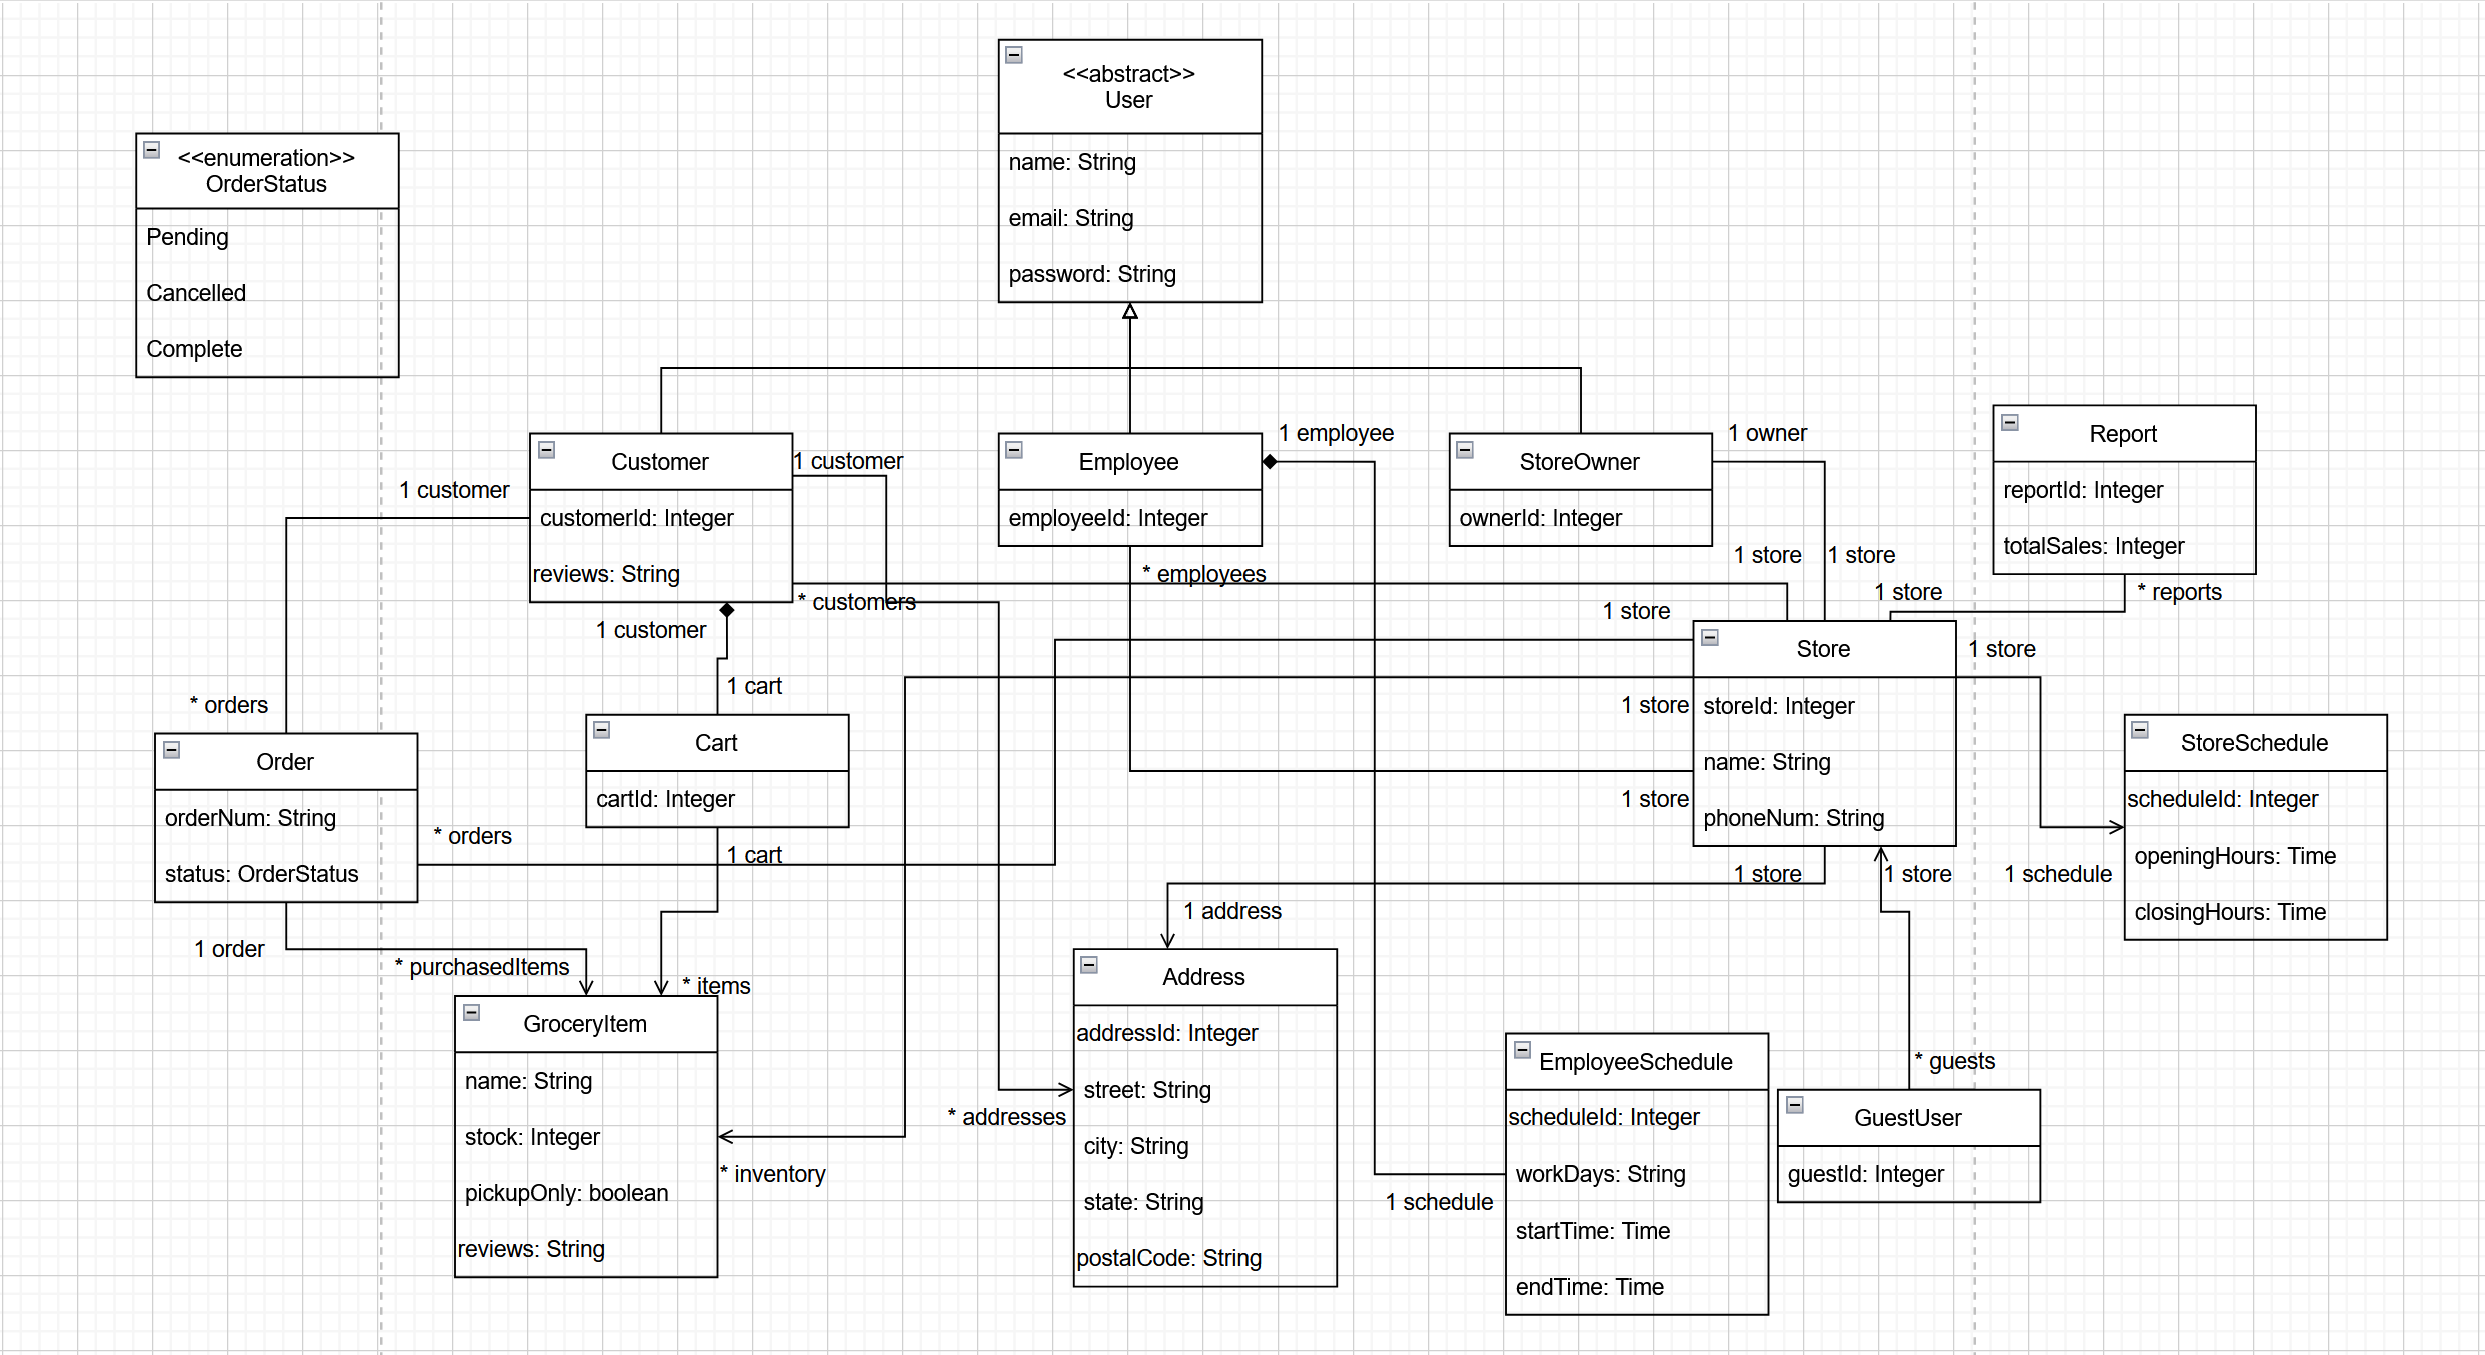 <<abstract>>
User
name: String
email: String
password: String
<<enumeration>>
OrderStatus
Pending
Cancelled
Complete
Customer
customerId: Integer
reviews: String
1 customer
1 customer
* customers
1 customer
Employee
employeeId: Integer
1 employee
* employees
StoreOwner
ownerId: Integer
1 owner
1 store
1 store
Report
reportId: Integer
totalSales: Integer
1 store
* reports
1 store
Store
storeId: Integer
name: String
phoneNum: String
1 store
1 store
1 store
1 store
1 store
* orders
Order
orderNum: String
status: OrderStatus
* orders
1 order
* purchasedItems
1 cart
Cart
cartId: Integer
1 cart
* items
StoreSchedule
scheduleId: Integer
openingHours: Time
closingHours: Time
1 schedule
GroceryItem
name: String
stock: Integer
pickupOnly: boolean
reviews: String
* inventory
1 address
Address
addressId: Integer
street: String
city: String
state: String
postalCode: String
* addresses
EmployeeSchedule
scheduleId: Integer
workDays: String
startTime: Time
endTime: Time
1 schedule
* guests
GuestUser
guestId: Integer